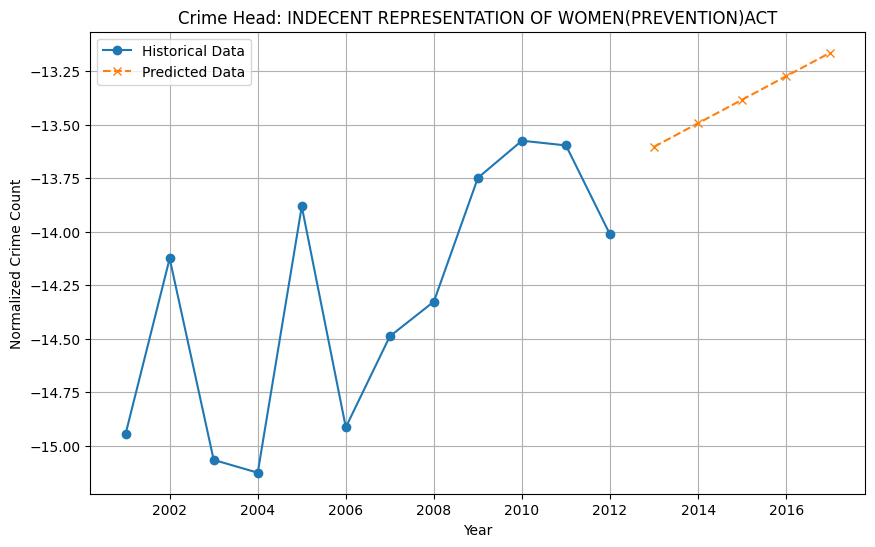 Crime Head: INDECENT REPRESENTATION OF WOMEN(PREVENTION)ACT
Historical Data
Predicted Data
Normalized Crime Count
−13.25
−13.50
−13.75
−14.00
−14.25
−14.50
−14.75
−15.00
2002 2004 2006 2008 2010 2012 2014 2016
Year